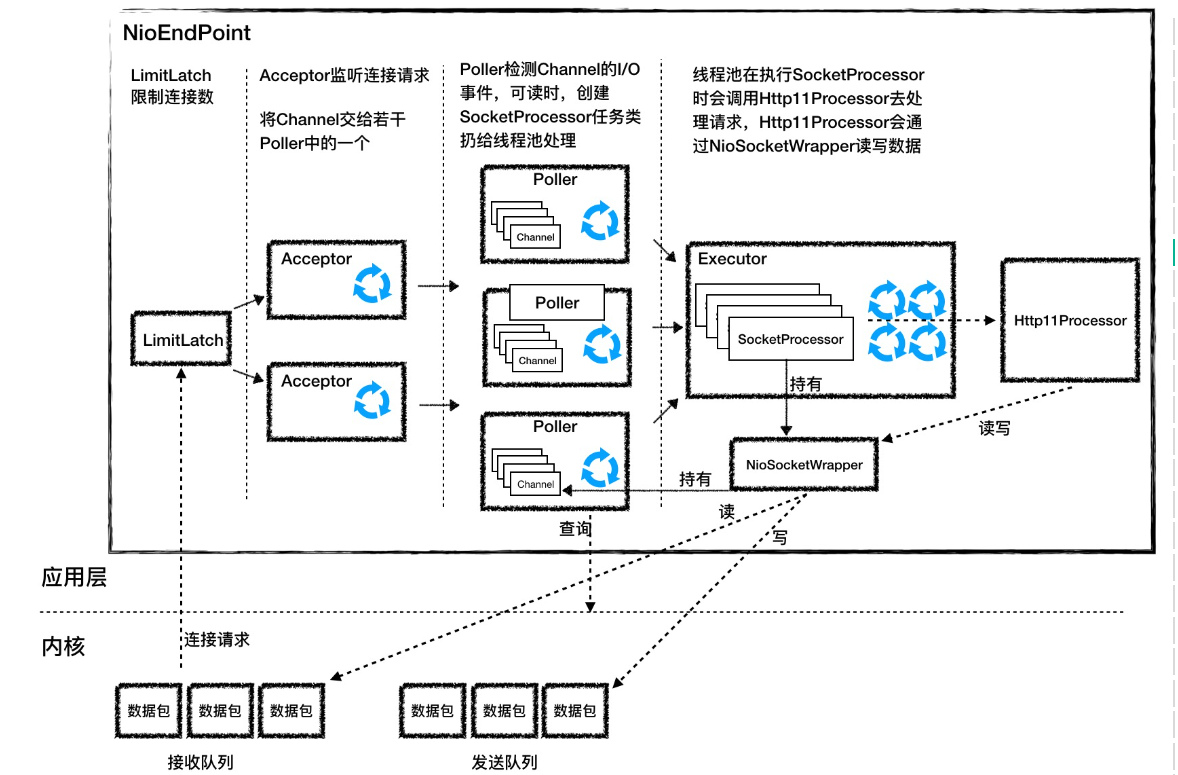 NioEndPoint
LimitLatch
限制连接数
Acceptor监听连接请求
将Channel交给若干
Poller中的一个
Poller检测Channel的I/O
事件，可读时，创建
SocketProcessor任务类
扔给线程池处理
线程池在执行SocketProcessor
时会调用Http11Processor去处
理请求，Http11Processor会通
过NioSocketWrapper读写数据
Poller
Channel
Acceptor
Executor
Poller
Channel
SocketProcessor
Http11Processor
LimitLatch
Acceptor
持有
Poller
Channel
读写
NioSocketWrapper
持有
查询
读
写
应用层
内核
连接请求
数据包
数据包
数据包
数据包
数据包
数据包
接收队列
发送队列